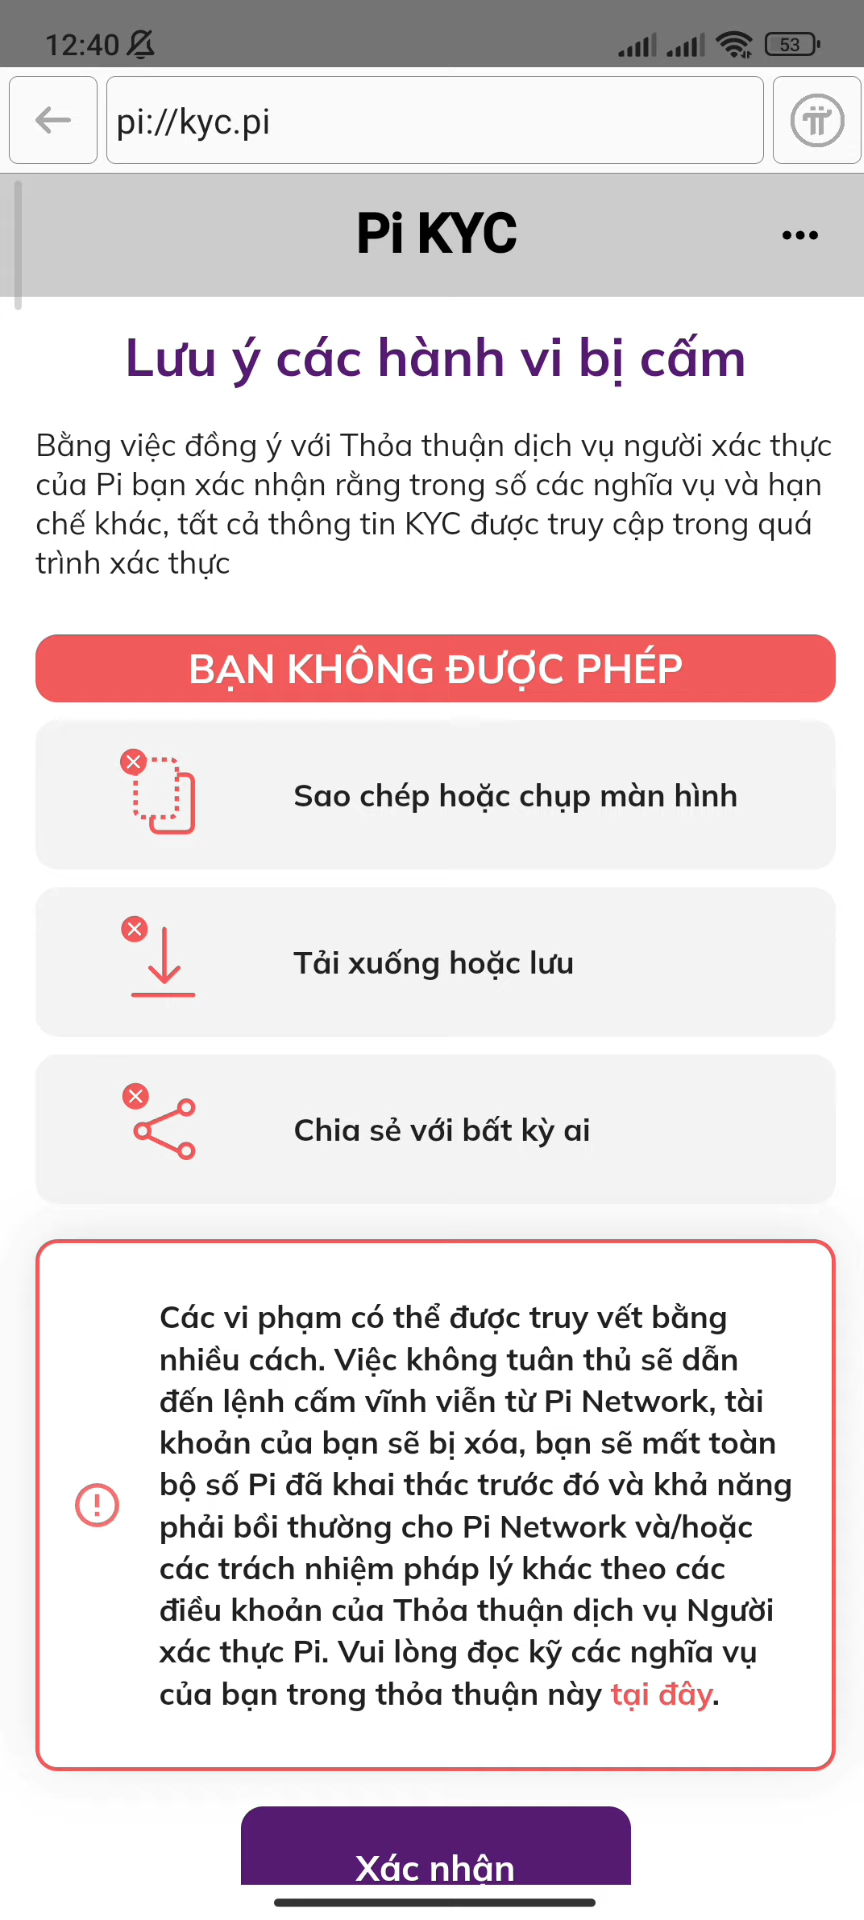 12:40
53
pi://kyc.pi
Pi KYC
Lưu ý các hành vi bị cấm
Bằng việc đồng ý với Thỏa thuận dịch vụ người xác thực
của Pi bạn xác nhận rằng trong số các nghĩa vụ và hạn
chế khác, tất cả thông tin KYC được truy cập trong quá
trình xác thực
BẠN KHÔNG ĐƯỢC PHÉP
Sao chép hoặc chụp màn hình
Tải xuống hoặc lưu
Chia sẻ với bất kỳ ai
Các vi phạm có thể được truy vết bằng
nhiều cách. Việc không tuân thủ sẽ dẫn
đến lệnh cấm vĩnh viễn từ Pi Network, tài
khoản của bạn sẽ bị xóa, bạn sẽ mất toàn
bộ số Pi đã khai thác trước đó và khả năng
phải bồi thường cho Pi Network và/hoặc
các trách nhiệm pháp lý khác theo các
điều khoản của Thỏa thuận dịch vụ Người
xác thực Pi. Vui lòng đọc kỹ các nghĩa vụ
của bạn trong thỏa thuận này tại đây.
Xác nhận